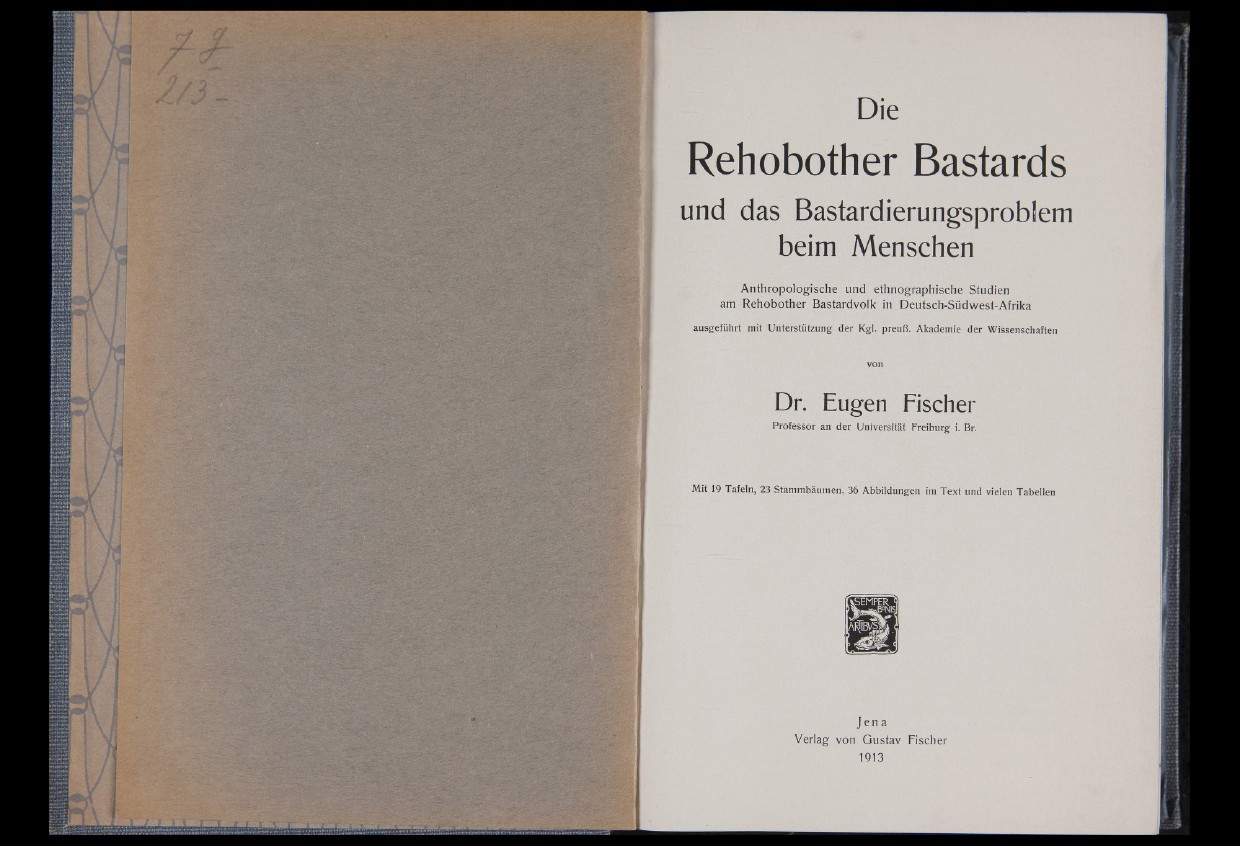 7 g
213-
Die
Rehobother Bastards
und das Bastardierungsproblem
beim Menschen
Anthropologische und ethnographische Studien
am Rehobother Bastardvolk in Deutsch-Südwest-Afrika
ausgeführt mit Unterstützung der Kgl. preuß. Akademie der Wissenschaften
von
Dr. Eugen Fischer
Professor an der Universität Freiburg i. Br.
Mit 19 Tafeln, 23 Stammbäumen, 36 Abbildungen im Text und vielen Tabellen
SEMPER
BONIS
ARTIBVS
Jena
Verlag von Gustav Fischer
1913